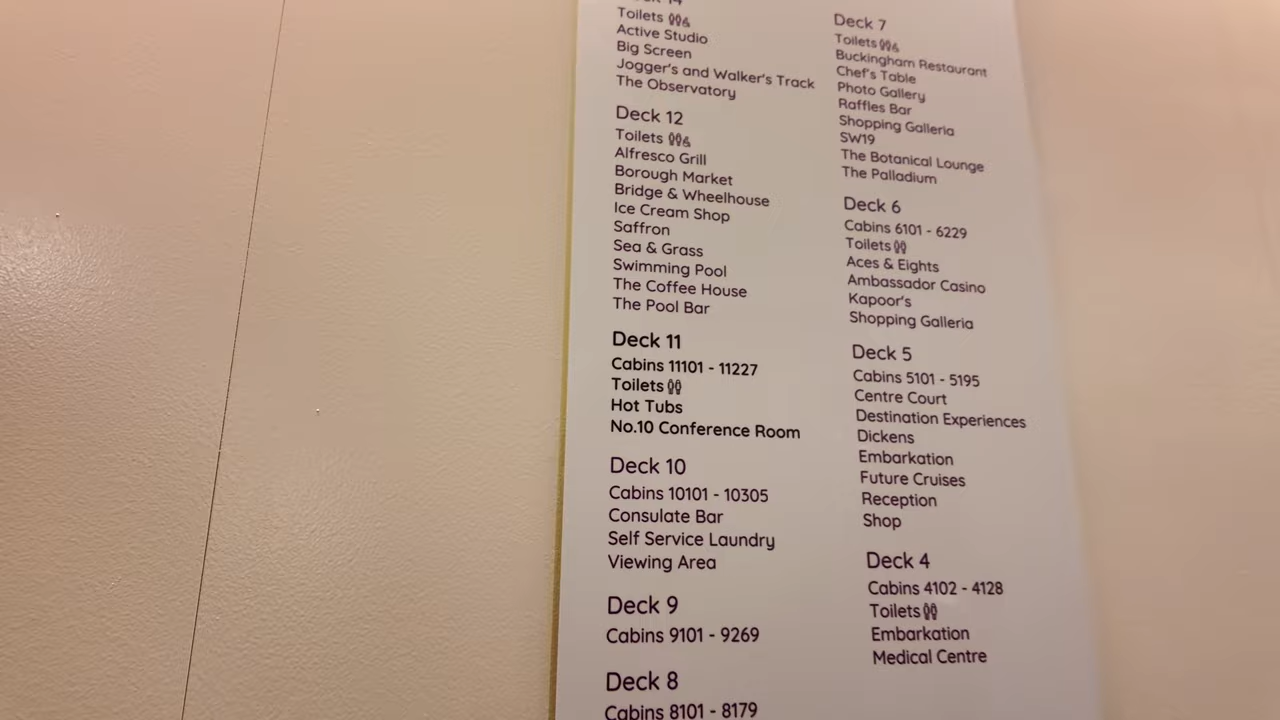 14
Toilets
Active Studio
Big Screen
Jogger's and Walker's Track
The Observatory
Deck 12
Toilets
Alfresco Grill
Borough Market
Bridge & Wheelhouse
Ice Cream Shop
Saffron
Sea & Grass
Swimming Pool
The Coffee House
The Pool Bar
Deck 11
Cabins 11101 - 11227
Toilets
Hot Tubs
No.10 Conference Room
Deck 10
Cabins 10101 - 10305
Consulate Bar
Self Service Laundry
Viewing Area
Deck 9
Cabins 9101 - 9269
Deck 8
Cabins 8101 - 8179
Deck 7
Toilets
Buckingham Restaurant
Chef's Table
Photo Gallery
Raffles Bar
Shopping Galleria
SW19
The Botanical Lounge
The Palladium
Deck 6
Cabins 6101 - 6229
Toilets
Aces & Eights
Ambassador Casino
Kapoor's
Shopping Galleria
Deck 5
Cabins 5101 - 5195
Centre Court
Destination Experiences
Dickens
Embarkation
Future Cruises
Reception
Shop
Deck 4
Cabins 4102 - 4128
Toilets
Embarkation
Medical Centre